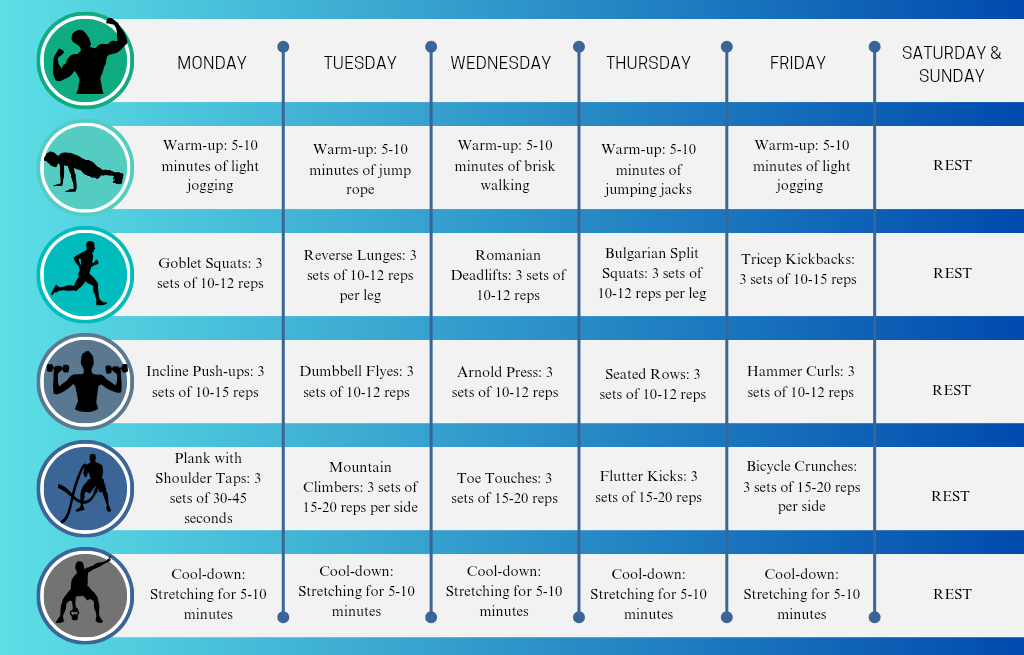 MONDAY
TUESDAY
WEDNESDAY
THURSDAY
FRIDAY
SATURDAY &
SUNDAY
Warm-up: 5-10
minutes of light
jogging
Warm-up: 5-10
minutes of jump
rope
Warm-up: 5-10
minutes of brisk
walking
Warm-up: 5-10
minutes of
jumping jacks
Warm-up: 5-10
minutes of light
jogging
REST
Goblet Squats: 3
sets of 10-12 reps
Reverse Lunges: 3
sets of 10-12 reps
per leg
Romanian
Deadlifts: 3 sets of
10-12 reps
Bulgarian Split
Squats: 3 sets of
10-12 reps per leg
Tricep Kickbacks:
3 sets of 10-15 reps
REST
Incline Push-ups: 3
sets of 10-15 reps
Dumbbell Flyes: 3
sets of 10-12 reps
Arnold Press: 3
sets of 10-12 reps
Seated Rows: 3
sets of 10-12 reps
Hammer Curls: 3
sets of 10-12 reps
REST
Plank with
Shoulder Taps: 3
sets of 30-45
seconds
Mountain
Climbers: 3 sets of
15-20 reps per side
Toe Touches: 3
sets of 15-20 reps
Flutter Kicks: 3
sets of 15-20 reps
Bicycle Crunches:
3 sets of 15-20 reps
per side
REST
Cool-down:
Stretching for 5-10
minutes
Cool-down:
Stretching for 5-10
minutes
Cool-down:
Stretching for 5-10
minutes
Cool-down:
Stretching for 5-10
minutes
Cool-down:
Stretching for 5-10
minutes
REST